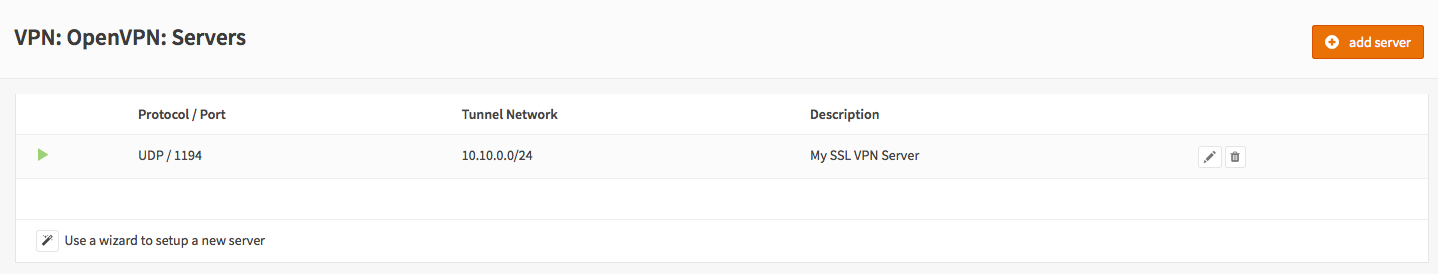 VPN: OpenVPN: Servers
add server
Protocol / Port Tunnel Network Description
UDP / 1194 10.10.0.0/24 My SSL VPN Server
Use a wizard to setup a new server